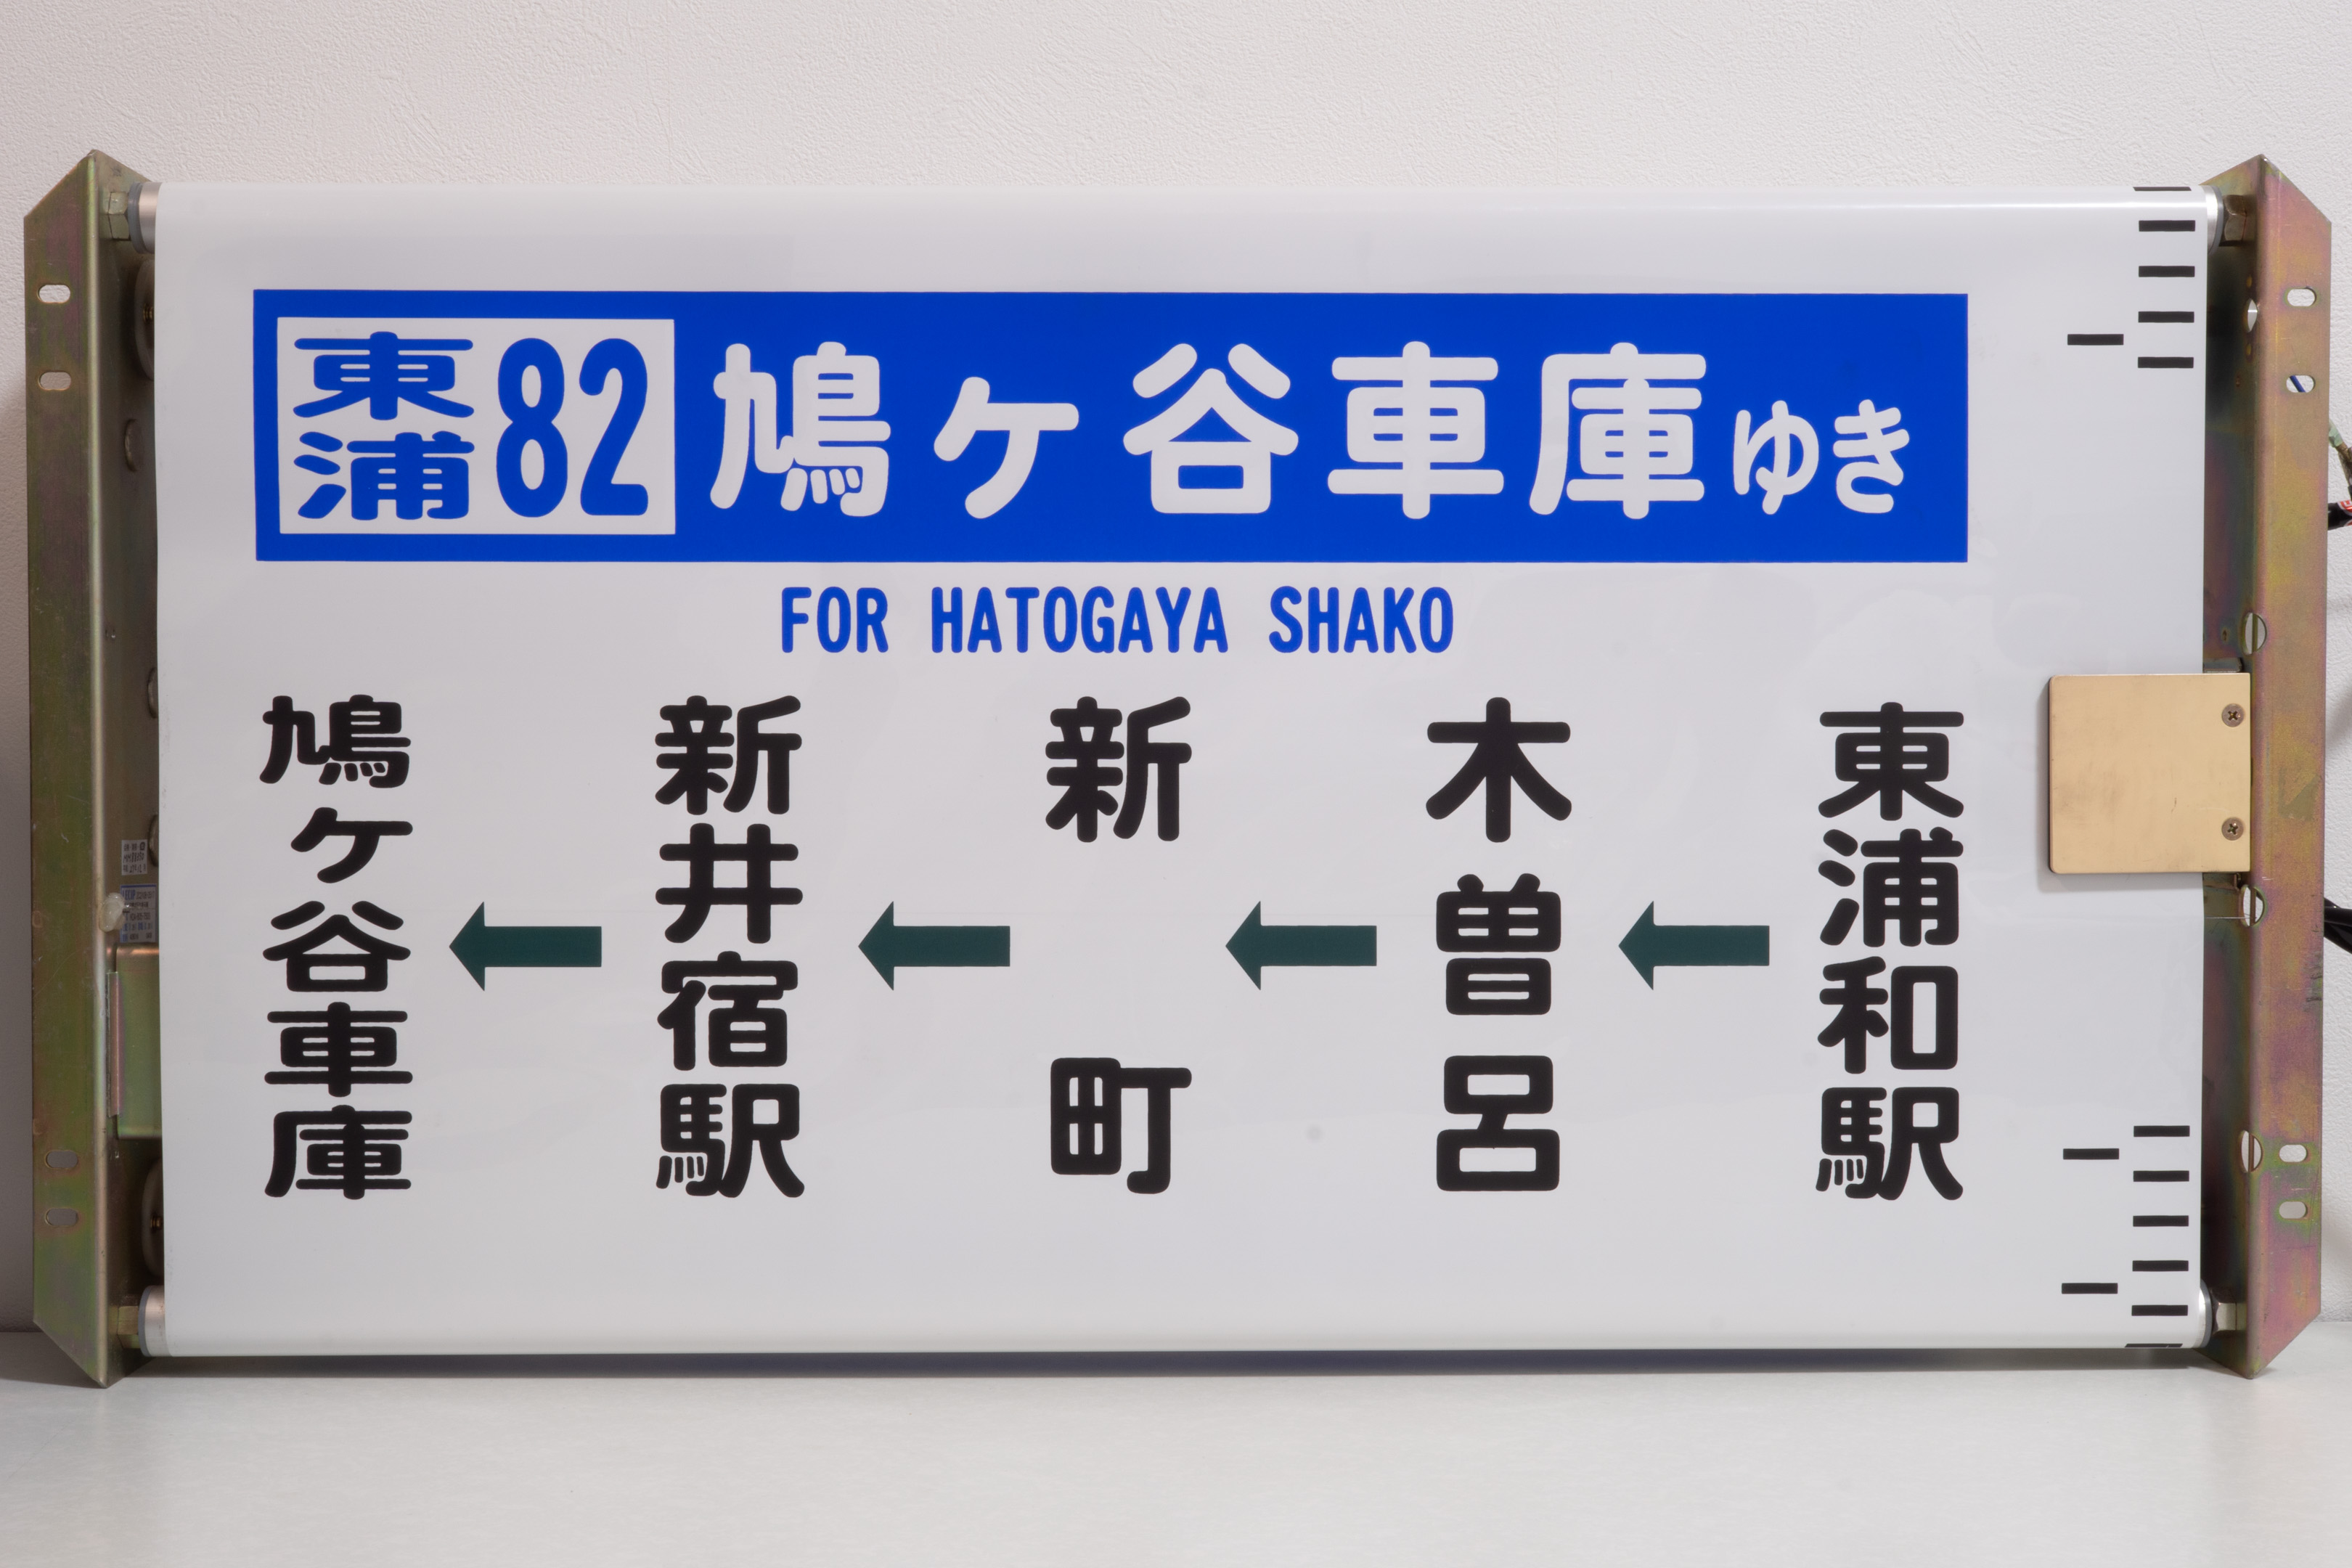 東浦82 鳩ヶ谷車庫ゆき
FOR HATOGAYA SHAKO
東浦和駅
←
木曽呂
←
新町
←
新井宿駅
←
鳩ヶ谷車庫